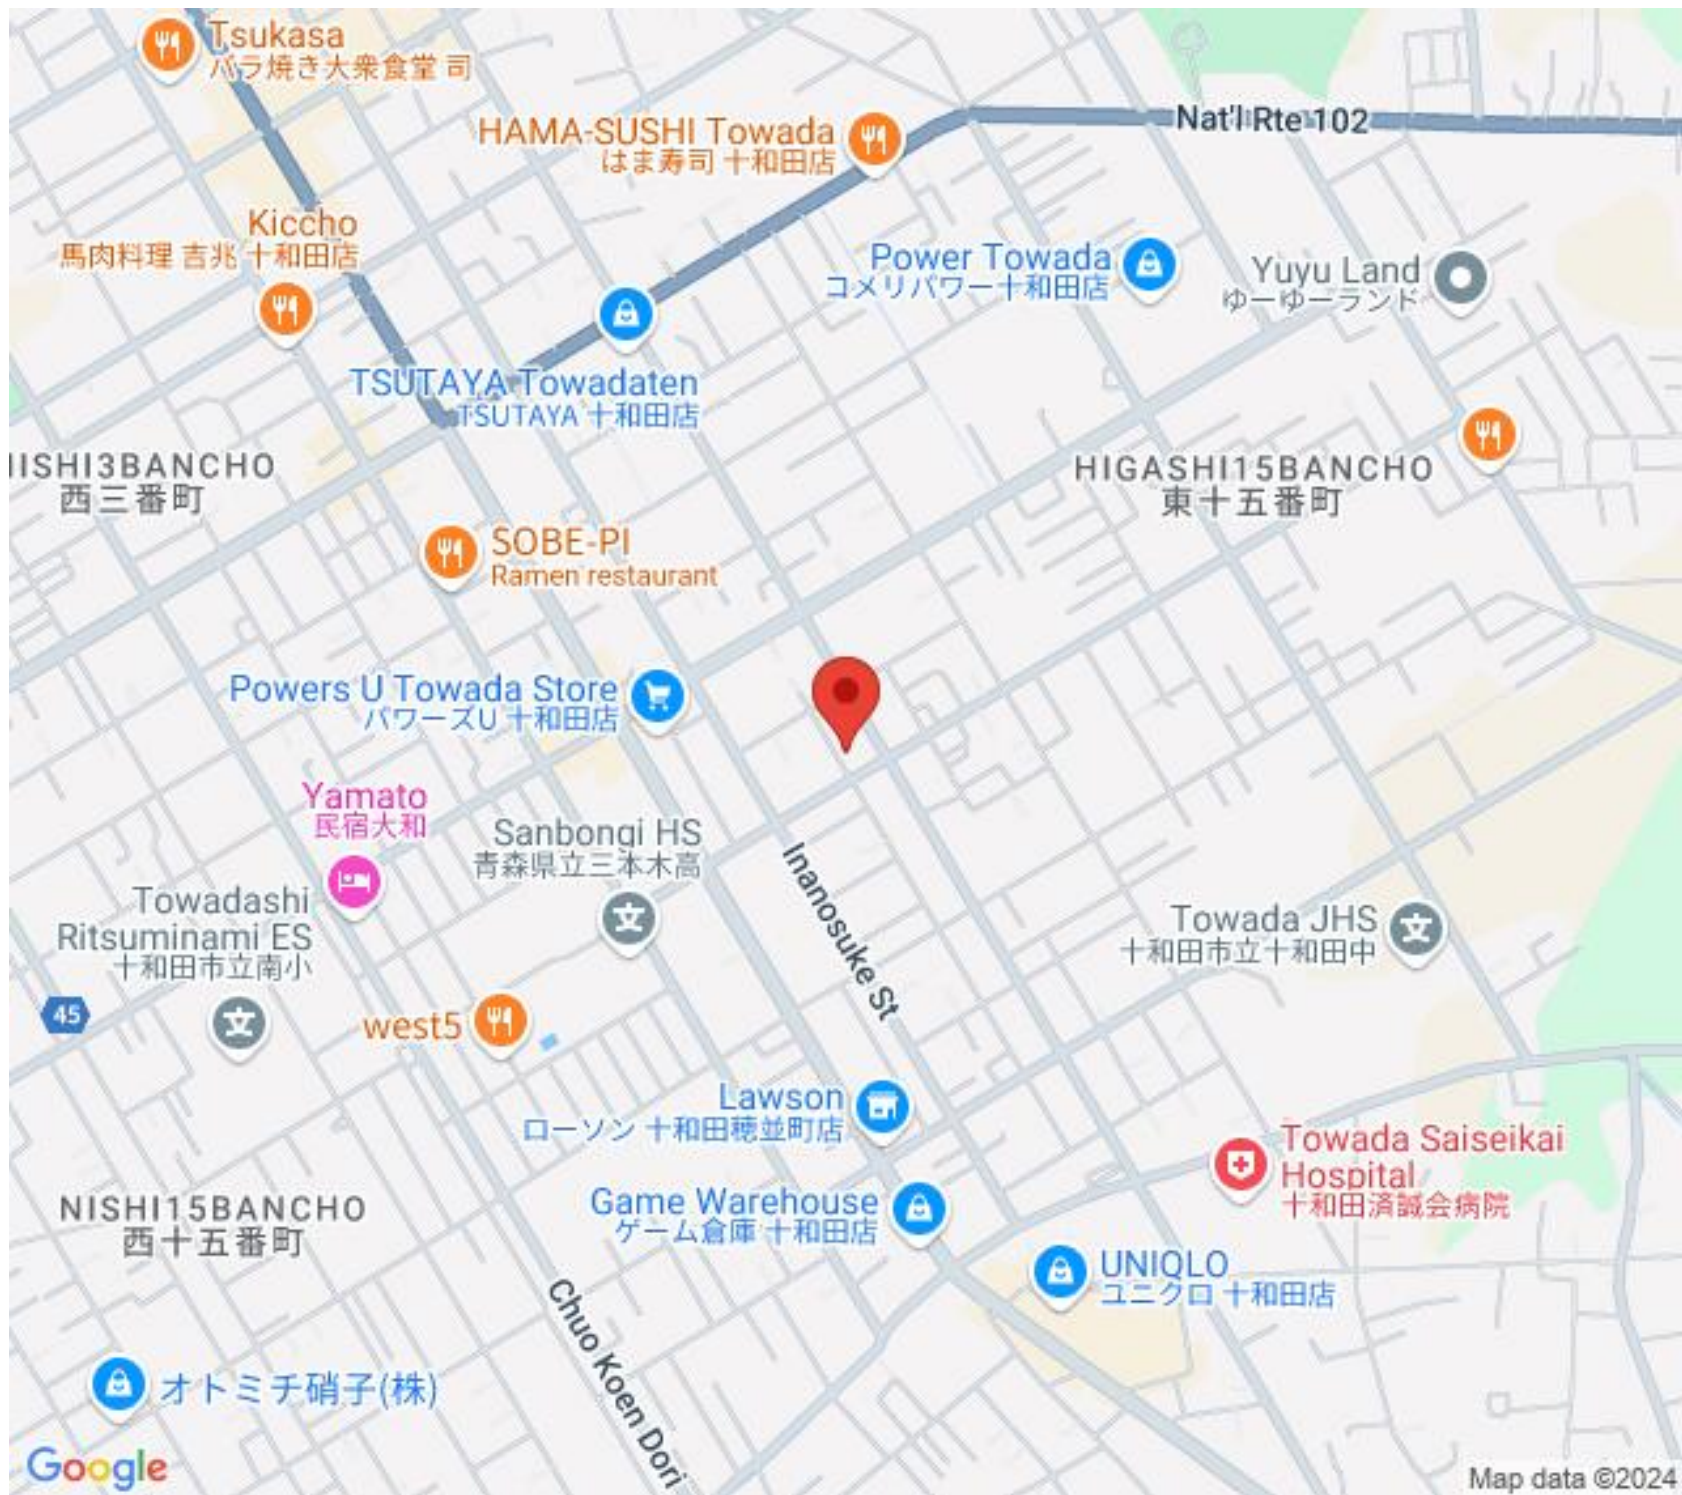 Tsukasa
バラ焼き大衆食堂 司
HAMA-SUSHI Towada
はま寿司 十和田店
Nat'l Rte 102
Kiccho
馬肉料理 吉兆 十和田店
Power Towada
コメリパワー十和田店
Yuyu Land
ゆーゆーランド
TSUTAYA Towadaten
TSUTAYA 十和田店
IISHI3BANCHO
西三番町
HIGASHI15BANCHO
東十五番町
SOBE-PI
Ramen restaurant
Powers U Towada Store
パワーズU 十和田店
Yamato
民宿大和
Sanbongi HS
青森県立三本木高
Inanosuke St
Towadashi
Ritsuminami ES
十和田市立南小
Towada JHS
十和田市立十和田中
45
west5
Lawson
ローソン 十和田穂並町店
Towada Saiseikai
Hospital
十和田済誠会病院
NISHI15BANCHO
西十五番町
Game Warehouse
ゲーム倉庫 十和田店
UNIQLO
ユニクロ 十和田店
Chuo Koen Dori
オトミチ硝子(株)
Google
Map data ©2024